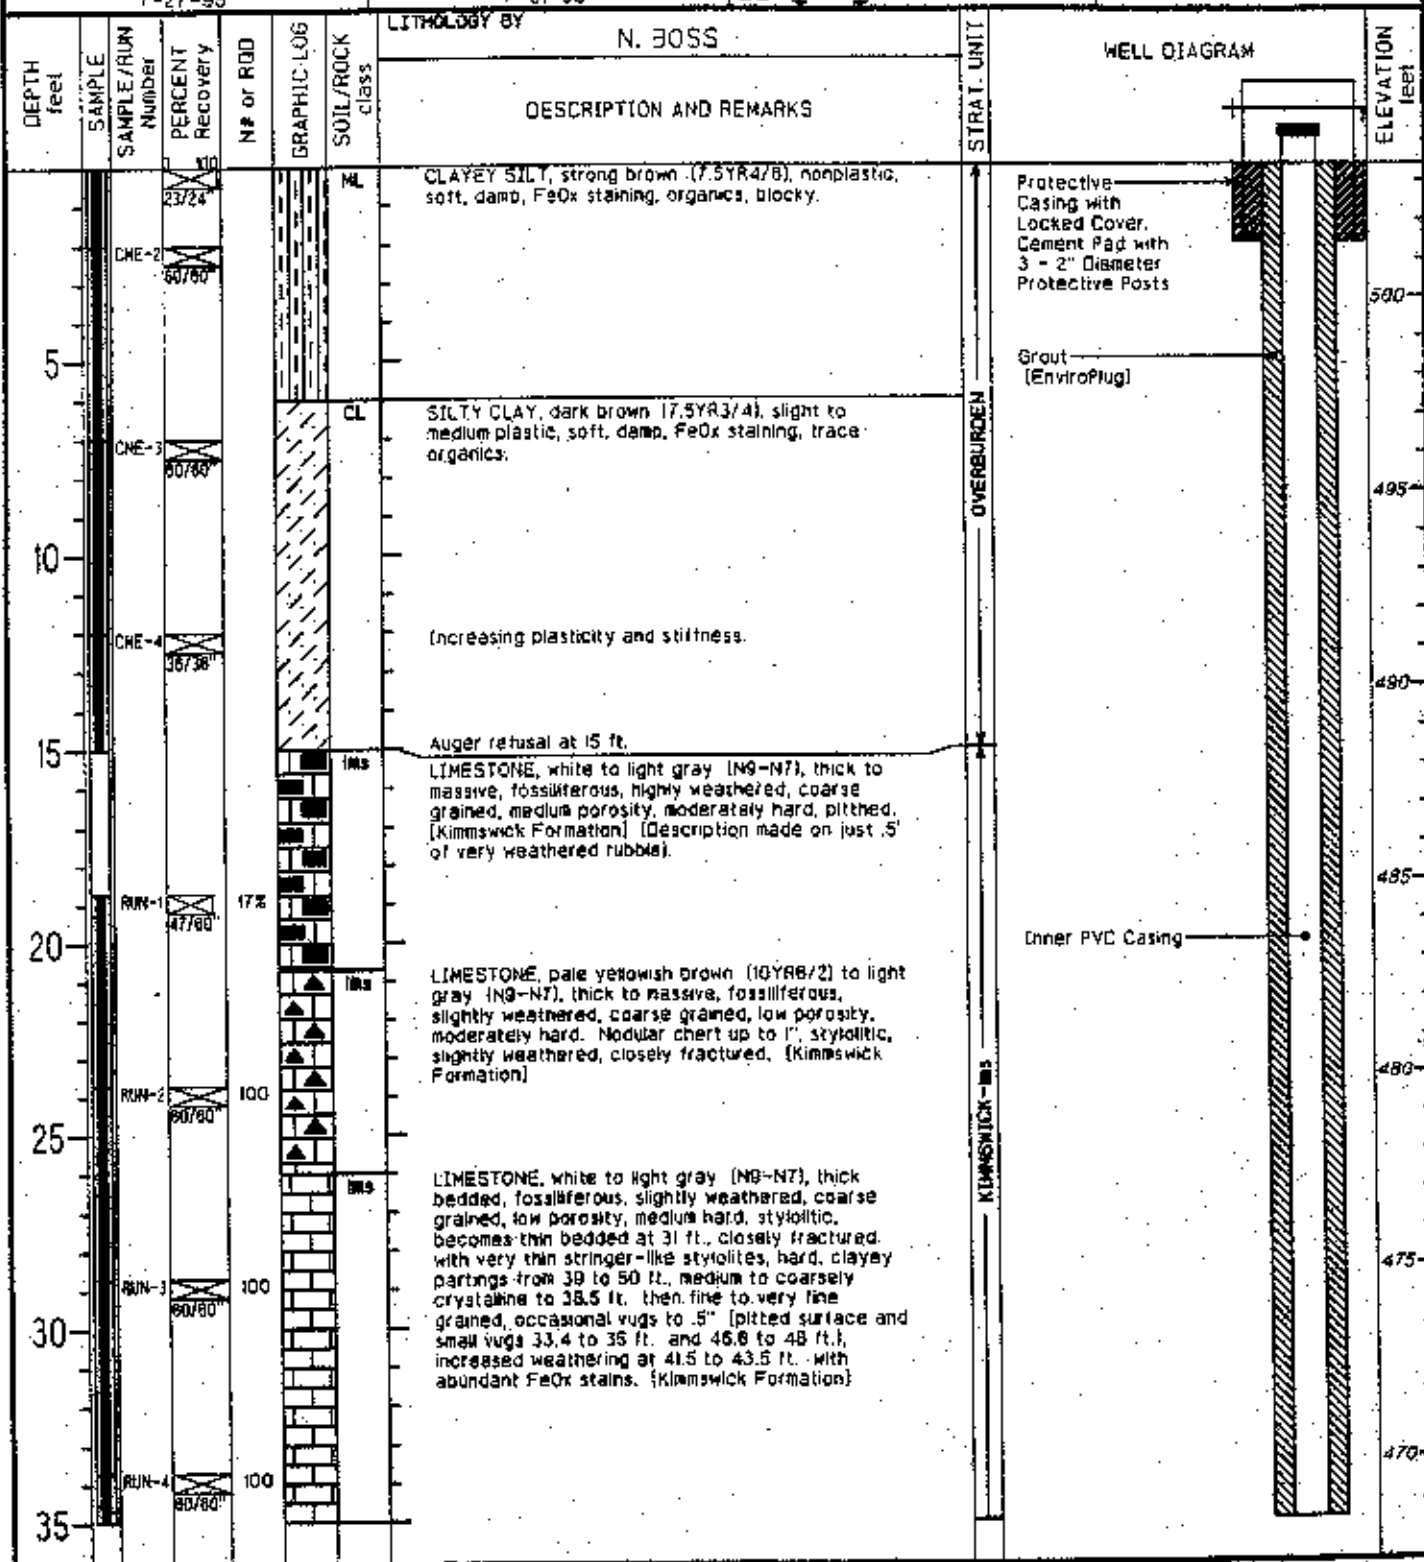 LITHOLOGY BY
N. BOSS
DEPTH
feet
SAMPLE
SAMPLE/RUN
Number
PERCENT
Recovery
N# or RQD
GRAPHIC LOG
SOIL/ROCK
class
DESCRIPTION AND REMARKS
STRAT. UNIT
WELL DIAGRAM
ELEVATION
feet
23/24"
ML
CLAYEY SILT, strong brown (7.5YR4/6), nonplastic,
soft, damp, FeOx staining, organics, blocky.
Protective
Casing with
Locked Cover.
Cement Pad with
3 - 2" Diameter
Protective Posts
CME-2
60/60"
500
5
Grout
[EnviroPlug]
CL
SILTY CLAY, dark brown (7.5YR3/4), slight to
medium plastic, soft, damp, FeOx staining, trace
organics.
OVERBURDEN
CME-3
60/60"
495
10
CME-4
36/36"
Increasing plasticity and stiffness.
490
Auger refusal at 15 ft.
15
lms
LIMESTONE, white to light gray (N9-N7), thick to
massive, fossiliferous, highly weathered, coarse
grained, medium porosity, moderately hard, pitthed.
[Kimmswick Formation] (Description made on just .5'
of very weathered rubble).
485
RUN-1
47/60"
17%
20
Inner PVC Casing
lms
LIMESTONE, pale yellowish brown (10YR6/2) to light
gray (N9-N7), thick to massive, fossiliferous,
slightly weathered, coarse grained, low porosity,
moderately hard. Nodular chert up to 1", stylolitic,
slightly weathered, closely fractured. [Kimmswick
Formation]
480
RUN-2
60/60"
100
KIMMSWICK-lms
25
lms
LIMESTONE, white to light gray (N9-N7), thick
bedded, fossiliferous, slightly weathered, coarse
grained, low porosity, medium hard, stylolitic,
becomes thin bedded at 31 ft., closely fractured
with very thin stringer-like stylolites, hard, clayey
partings from 39 to 50 ft., medium to coarsely
crystalline to 38.5 ft. then fine to very fine
grained, occasional vugs to .5" (pitted surface and
small vugs 33.4 to 35 ft. and 46.8 to 48 ft.),
increased weathering at 41.5 to 43.5 ft. with
abundant FeOx stains. [Kimmswick Formation]
475
RUN-3
60/60"
100
30
RUN-4
60/60"
100
470
35